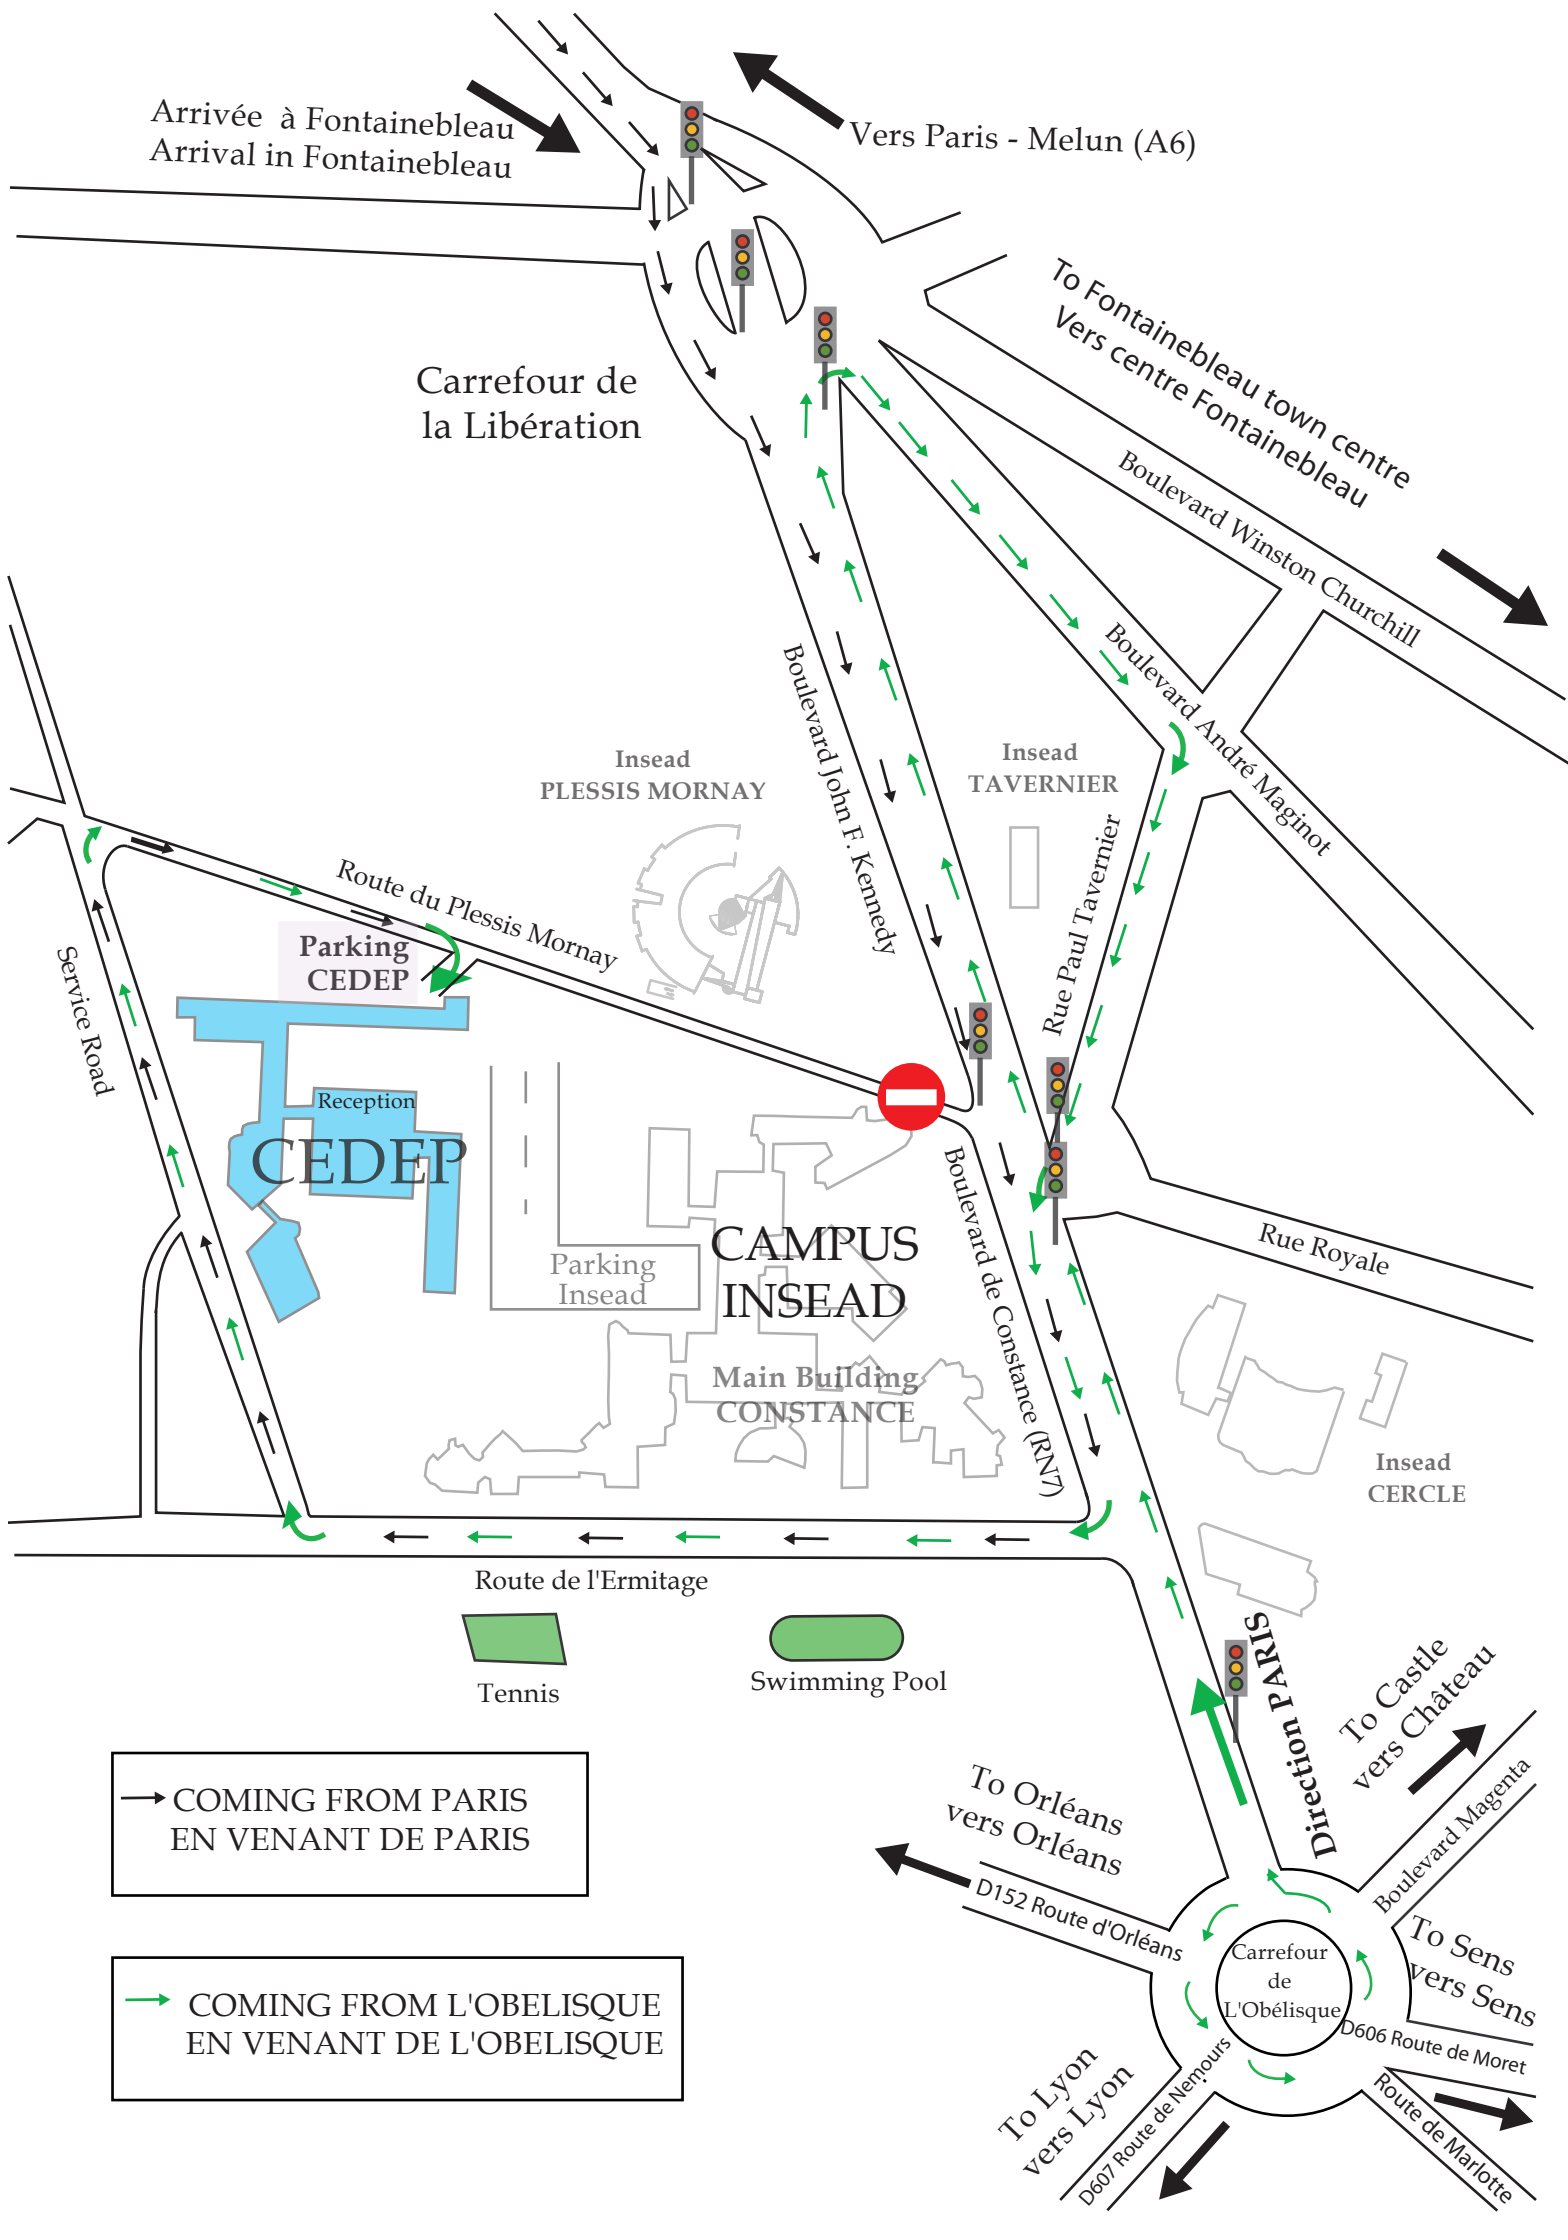 Arrivée à Fontainebleau
Arrival in Fontainebleau
Vers Paris - Melun (A6)
To Fontainebleau town centre
Vers centre Fontainebleau
Carrefour de
la Libération
Boulevard Winston Churchill
Boulevard John F. Kennedy
Boulevard André Maginot
Insead
PLESSIS MORNAY
Insead
TAVERNIER
Rue Paul Tavernier
Route du Plessis Mornay
Parking
CEDEP
Service Road
Reception
CEDEP
Parking
Insead
CAMPUS
INSEAD
Main Building
CONSTANCE
Boulevard de Constance (RN7)
Rue Royale
Insead
CERCLE
Route de l'Ermitage
Tennis
Swimming Pool
Direction PARIS
To Castle
vers Château
Boulevard Magenta
COMING FROM PARIS
EN VENANT DE PARIS
To Orléans
vers Orléans
D152 Route d'Orléans
Carrefour
de
L'Obélisque
To Sens
vers Sens
D606 Route de Moret
Route de Marlotte
COMING FROM L'OBELISQUE
EN VENANT DE L'OBELISQUE
To Lyon
vers Lyon
D607 Route de Nemours